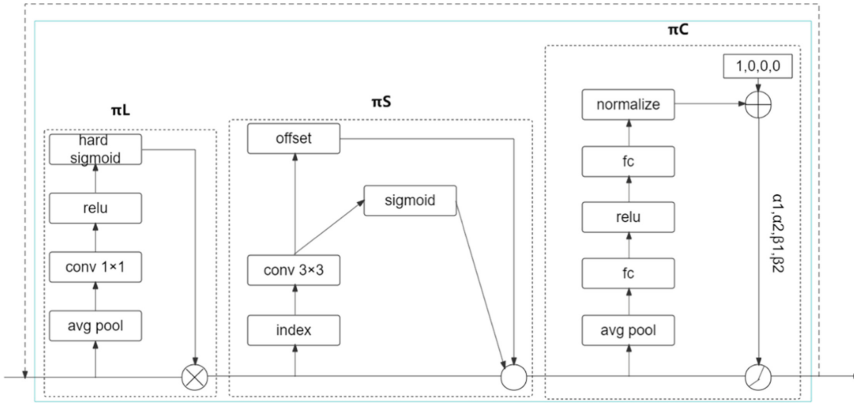 πL
hard
sigmoid
relu
conv 1×1
avg pool
πS
offset
sigmoid
conv 3×3
index
πC
1,0,0,0
normalize
fc
relu
fc
avg pool
α1,α2,β1,β2